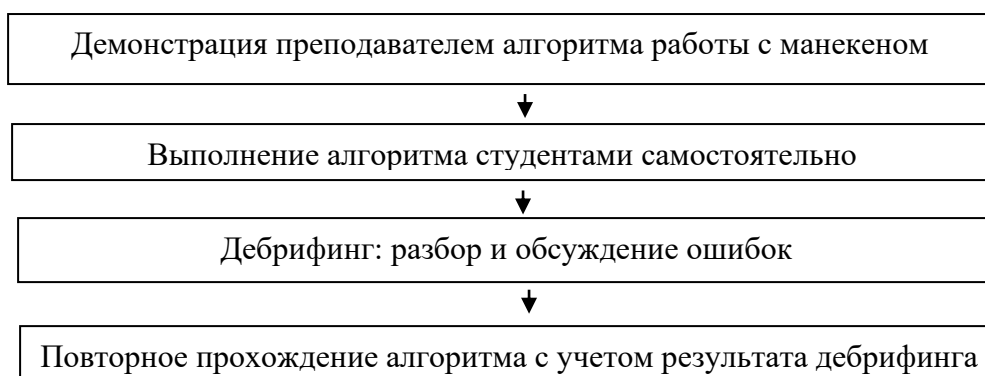 Демонстрация преподавателем алгоритма работы с манекеном
Выполнение алгоритма студентами самостоятельно
Дебрифинг: разбор и обсуждение ошибок
Повторное прохождение алгоритма с учетом результата дебрифинга